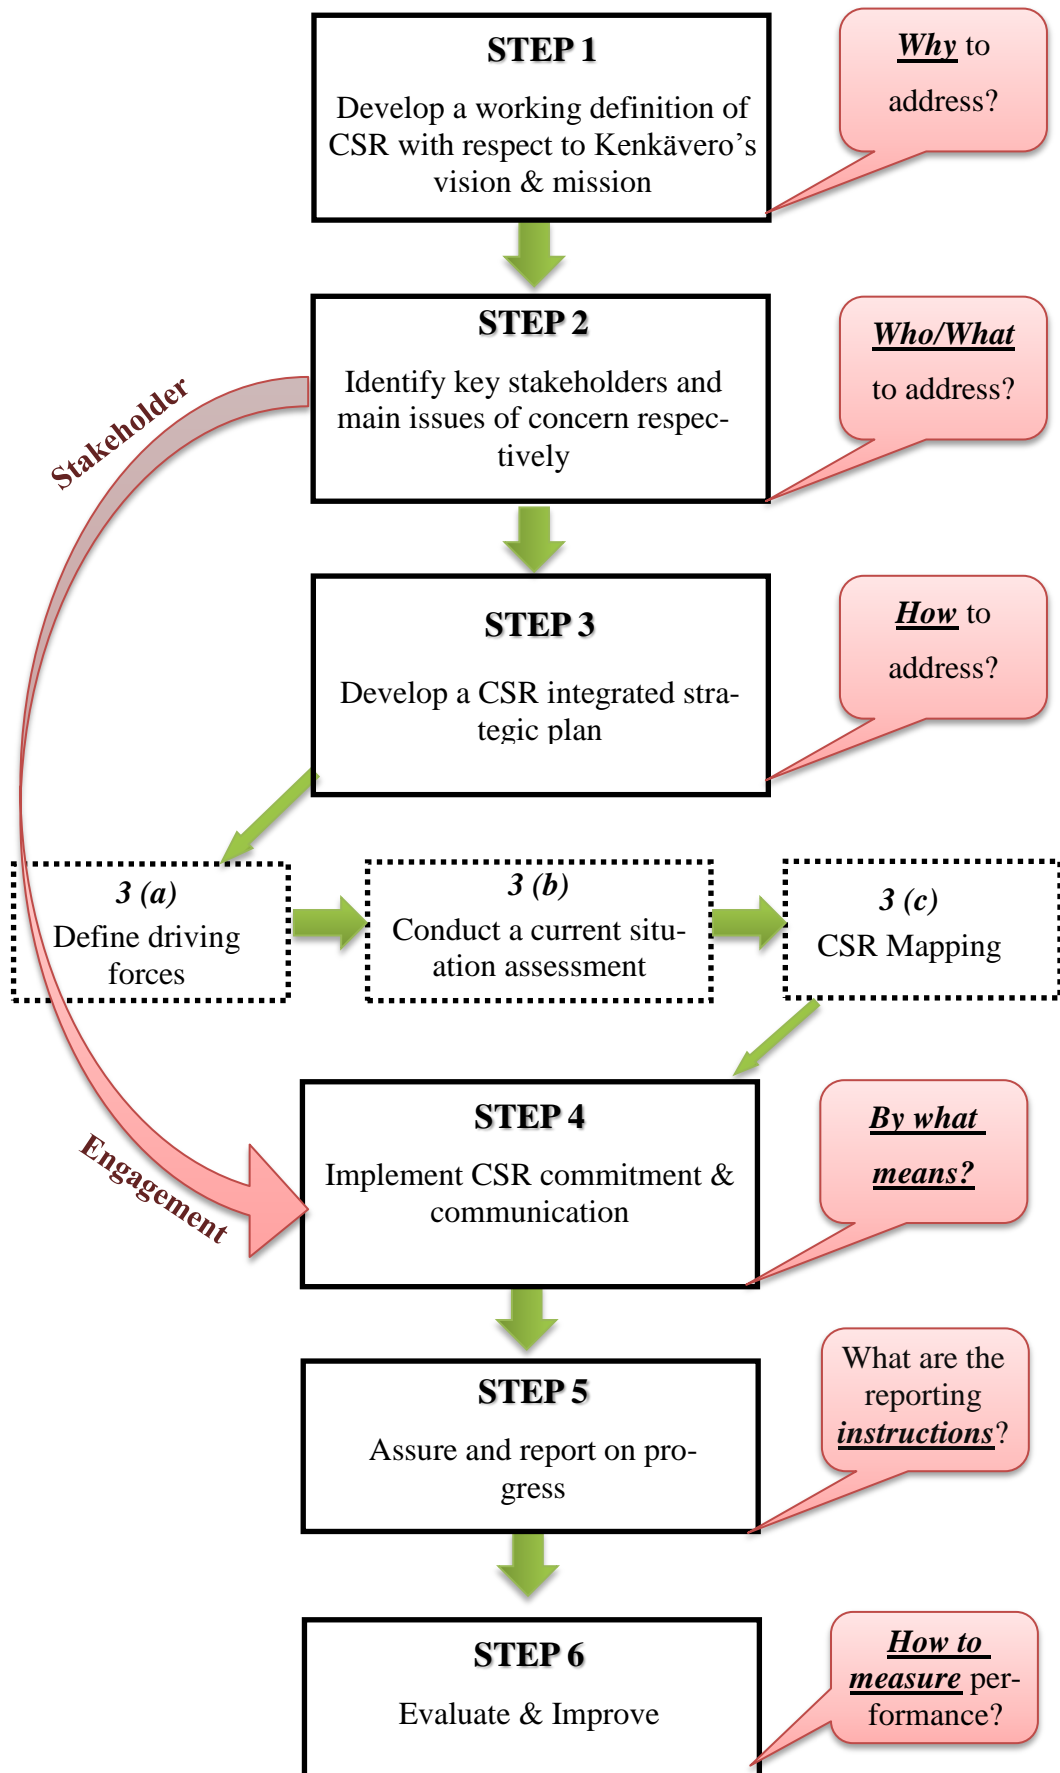 STEP 1
Develop a working definition of
CSR with respect to Kenkävero’s
vision & mission
Why to
address?
STEP 2
Identify key stakeholders and
main issues of concern respec-
tively
Who/What
to address?
Stakeholder
STEP 3
Develop a CSR integrated stra-
tegic plan
How to
address?
3 (a)
Define driving
forces
3 (b)
Conduct a current situ-
ation assessment
3 (c)
CSR Mapping
Engagement
STEP 4
Implement CSR commitment &
communication
By what
means?
STEP 5
Assure and report on pro-
gress
What are the
reporting
instructions?
STEP 6
Evaluate & Improve
How to
measure per-
formance?